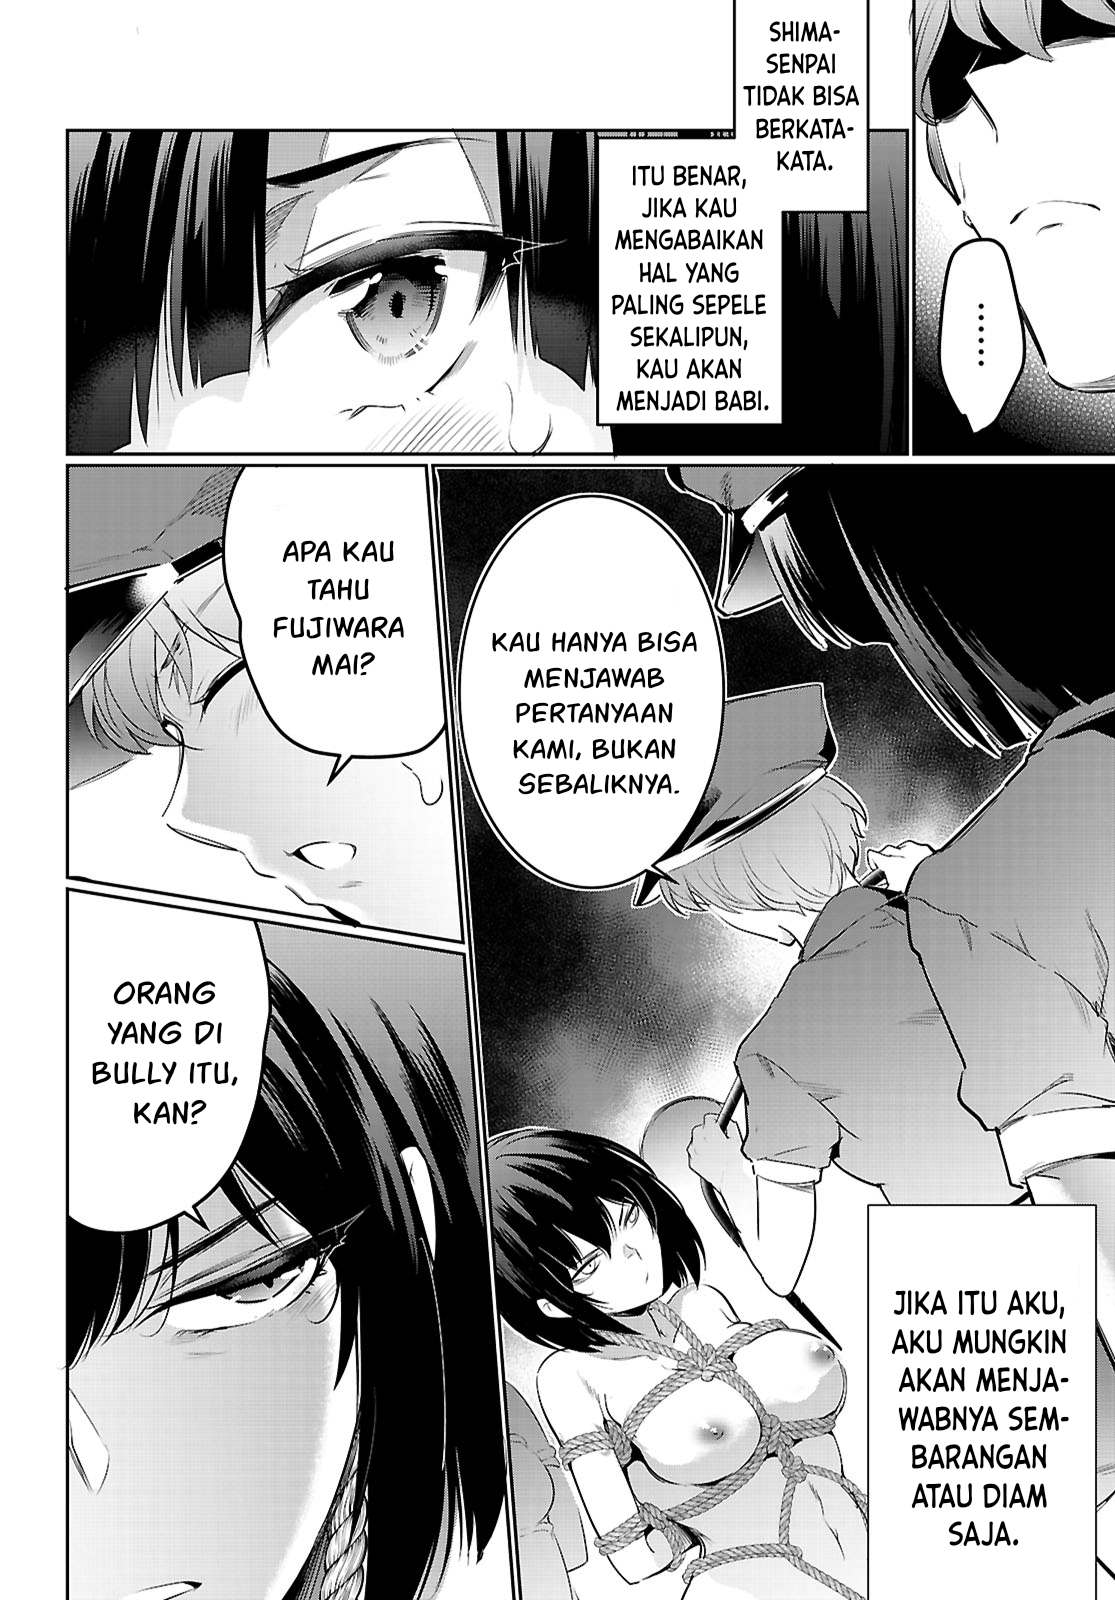 SHIMA-
SENPAI
TIDAK BISA
BERKATA-
KATA.
ITU BENAR,
JIKA KAU
MENGABAIKAN
HAL YANG
PALING SEPELE
SEKALIPUN,
KAU AKAN
MENJADI BABI.
......
KAU HANYA BISA
MENJAWAB
PERTANYAAN
KAMI, BUKAN
SEBALIKNYA.
APA KAU
TAHU
FUJIWARA
MAI?
ORANG
YANG DI
BULLY ITU,
KAN?
JIKA ITU AKU,
AKU MUNGKIN
AKAN MENJA-
WABNYA SEM-
BARANGAN
ATAU DIAM
SAJA.